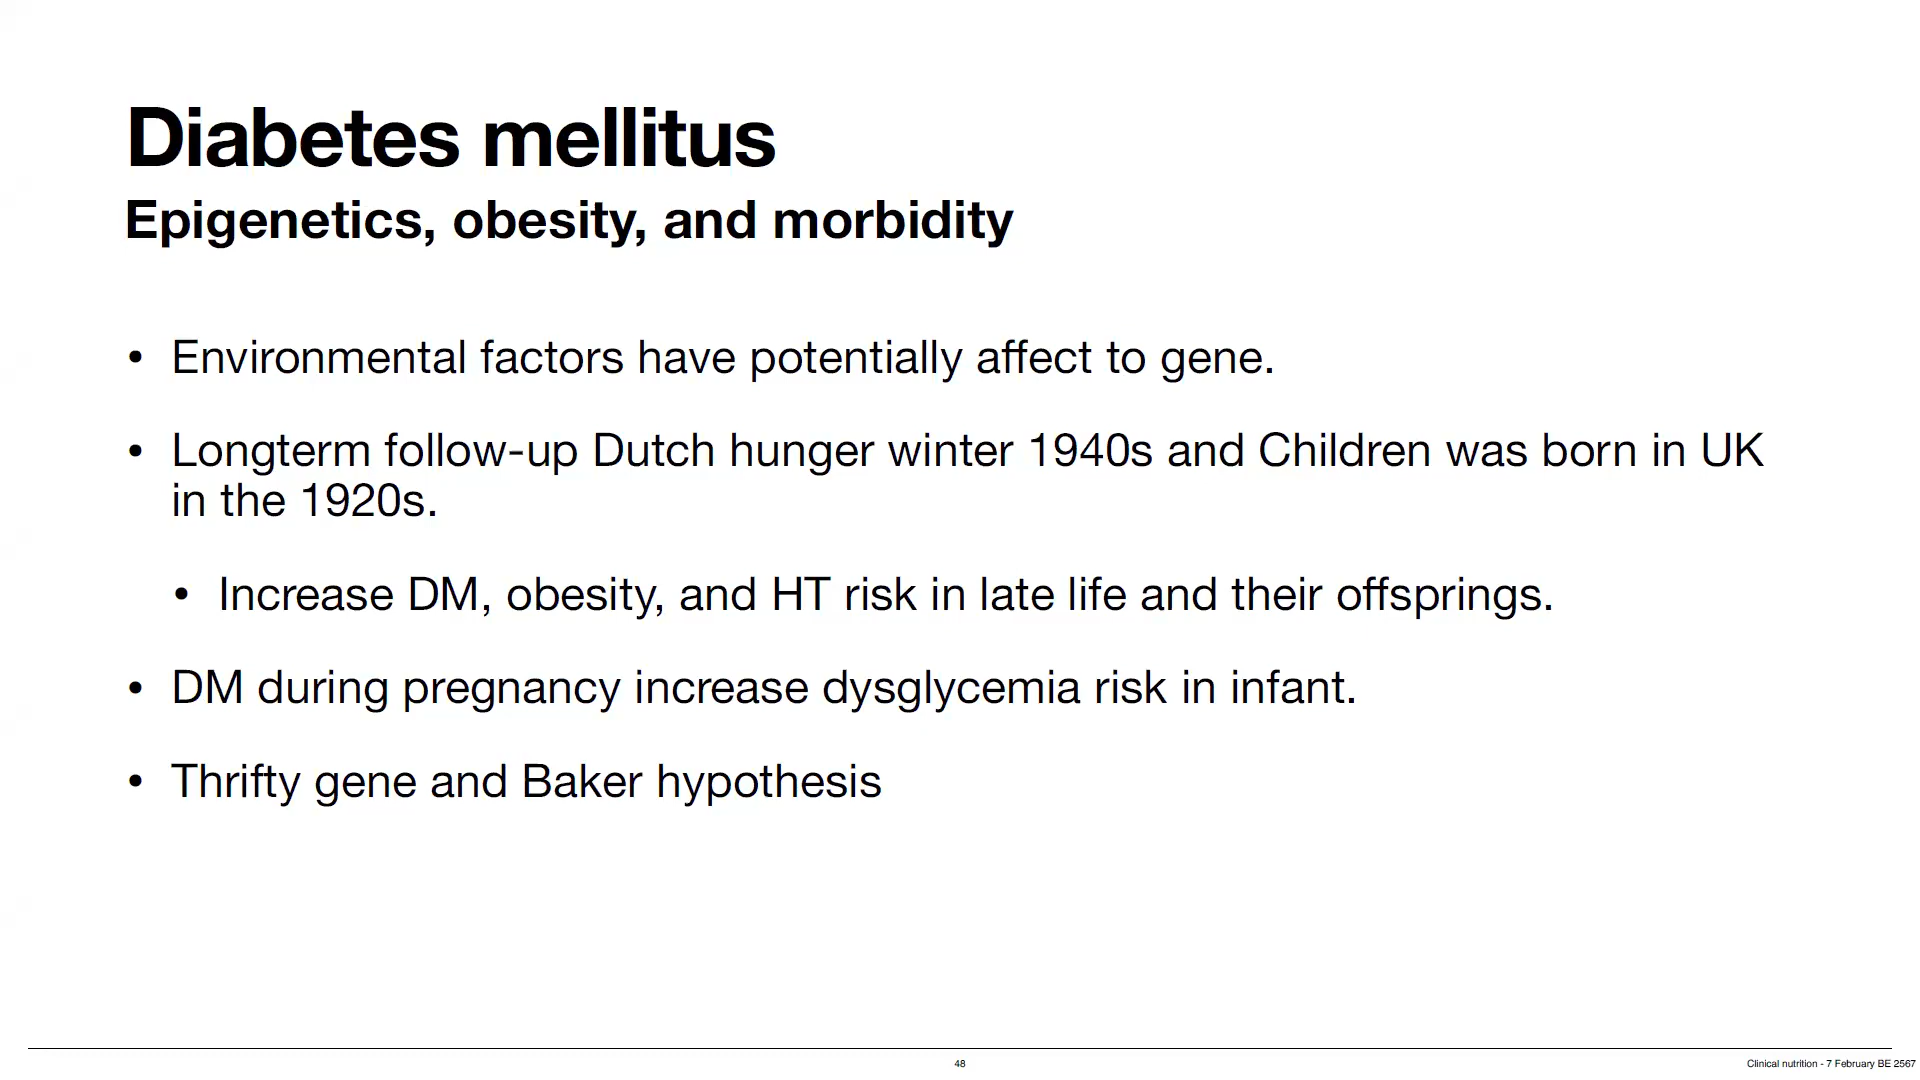 Diabetes mellitus
Epigenetics, obesity, and morbidity
• Environmental factors have potentially affect to gene.
• Longterm follow-up Dutch hunger winter 1940s and Children was born in UK
in the 1920s.
• Increase DM, obesity, and HT risk in late life and their offsprings.
• DM during pregnancy increase dysglycemia risk in infant.
• Thrifty gene and Baker hypothesis
48
Clinical nutrition - 7 February BE 2567